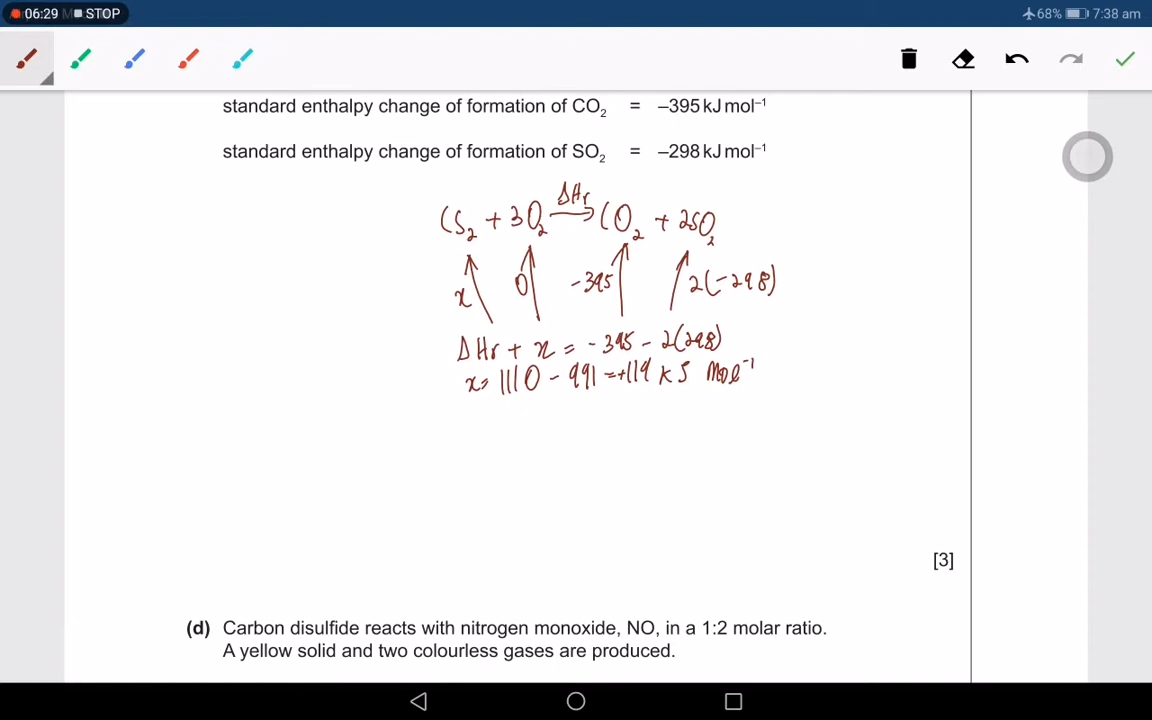 06:29 STOP
68% 7:38 am
standard enthalpy change of formation of CO₂ = –395 kJ mol⁻¹
standard enthalpy change of formation of SO₂ = –298 kJ mol⁻¹
ΔHr
CS₂ + 3O₂ → CO₂ + 2SO₂
x 0 -395 2(-298)
ΔHr + x = -395 - 2(298)
x = 1110 - 991 = +119 kJ mol⁻¹
[3]
(d) Carbon disulfide reacts with nitrogen monoxide, NO, in a 1:2 molar ratio.
A yellow solid and two colourless gases are produced.